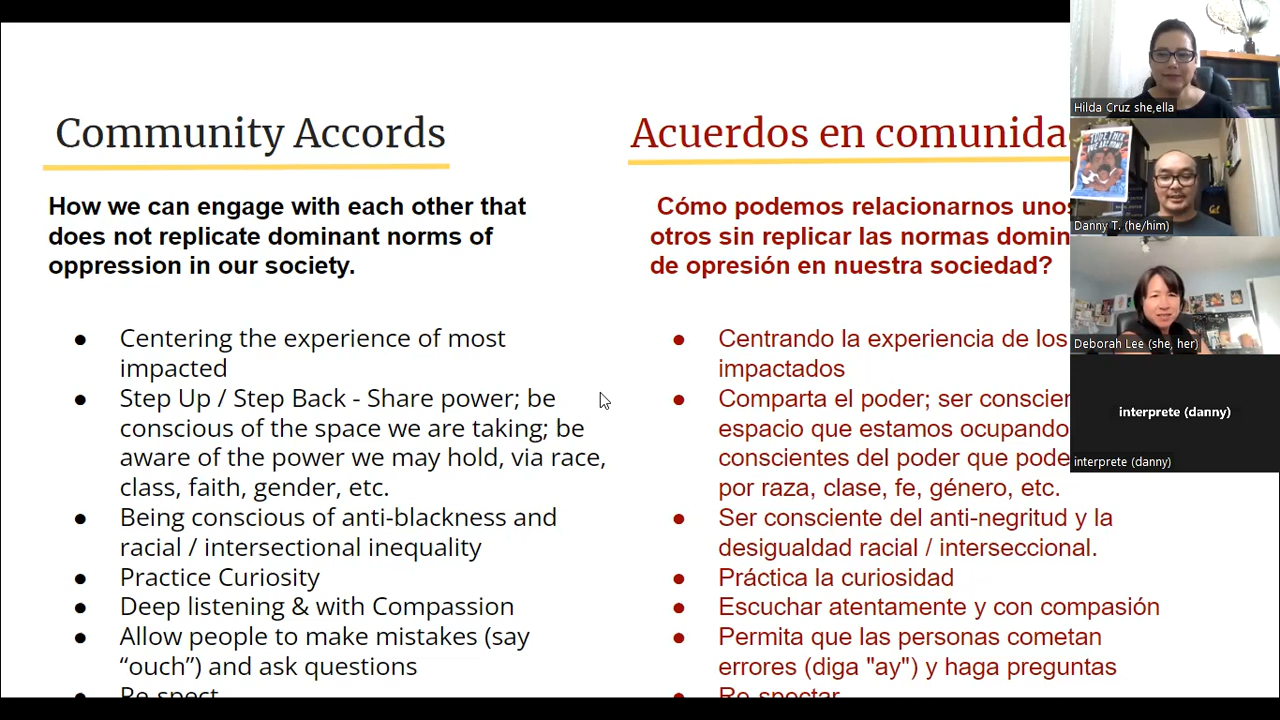 Community Accords
How we can engage with each other that
does not replicate dominant norms of
oppression in our society.
● Centering the experience of most
impacted
● Step Up / Step Back - Share power; be
conscious of the space we are taking; be
aware of the power we may hold, via race,
class, faith, gender, etc.
● Being conscious of anti-blackness and
racial / intersectional inequality
● Practice Curiosity
● Deep listening & with Compassion
● Allow people to make mistakes (say
“ouch”) and ask questions
● Re-spect
Acuerdos en comunida
Cómo podemos relacionarnos unos
otros sin replicar las normas domin
de opresión en nuestra sociedad?
● Centrando la experiencia de los
impactados
● Comparta el poder; ser conscien
espacio que estamos ocupando
conscientes del poder que pode
por raza, clase, fe, género, etc.
● Ser consciente del anti-negritud y la
desigualdad racial / interseccional.
● Práctica la curiosidad
● Escuchar atentamente y con compasión
● Permita que las personas cometan
errores (diga "ay") y haga preguntas
● Re-spectar
Hilda Cruz she,ella
Danny T. (he/him)
Deborah Lee (she, her)
interprete (danny)
interprete (danny)